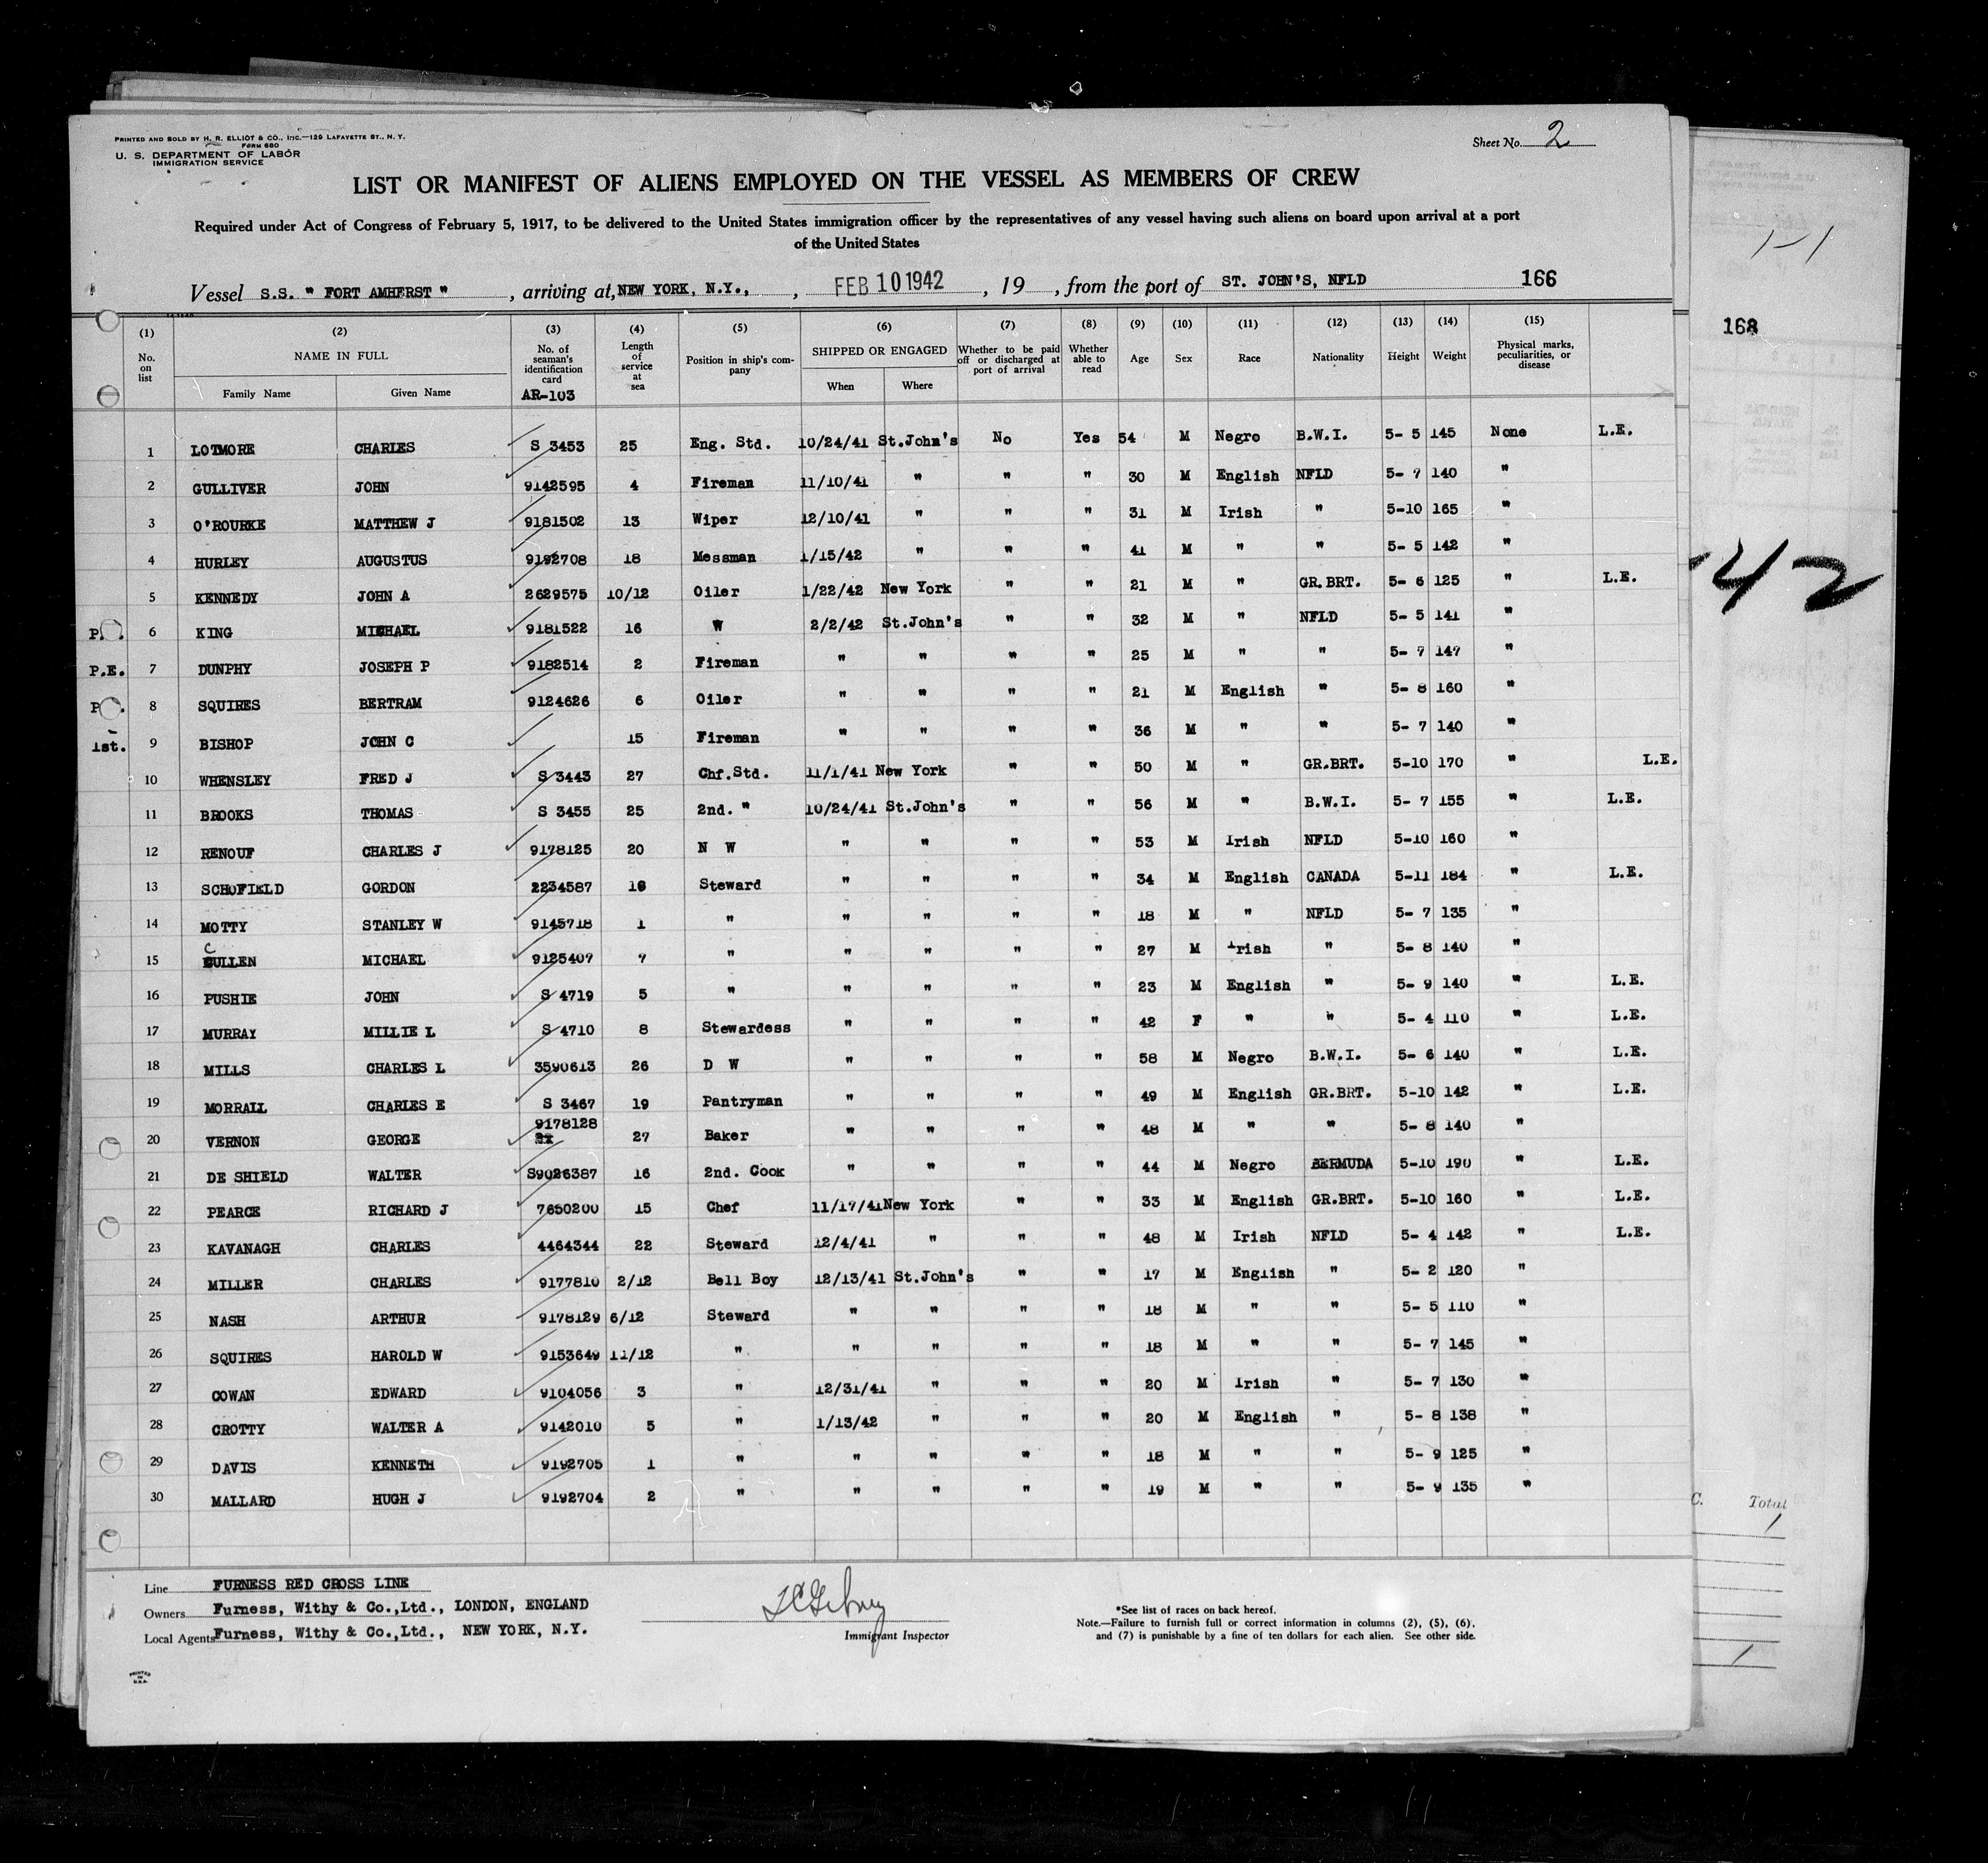 PRINTED AND SOLD BY H. R. ELLIOT & CO., INC.—129 LAFAYETTE ST., N. Y.
FORM 680
U. S. DEPARTMENT OF LABOR
IMMIGRATION SERVICE
Sheet No. 2
LIST OR MANIFEST OF ALIENS EMPLOYED ON THE VESSEL AS MEMBERS OF CREW
Required under Act of Congress of February 5, 1917, to be delivered to the United States immigration officer by the representatives of any vessel having such aliens on board upon arrival at a port
of the United States
Vessel S.S. " FORT AMHERST " , arriving at, NEW YORK, N.Y., , FEB 10 1942 , 19 , from the port of ST. JOHN'S, NFLD 166
(1) (2) (3) (4) (5) (6) (7) (8) (9) (10) (11) (12) (13) (14) (15)
No. on list NAME IN FULL No. of seaman's identification card Length of service at sea Position in ship's company SHIPPED OR ENGAGED Whether to be paid off or discharged at port of arrival Whether able to read Age Sex Race Nationality Height Weight Physical marks, peculiarities, or disease
Family Name Given Name AR-103 When Where
1 LOTMORE CHARLES S 3453 25 Eng. Std. 10/24/41 St.John's No Yes 54 M Negro B.W.I. 5- 5 145 None L.E.
2 GULLIVER JOHN 9142595 4 Fireman 11/10/41 " " " 30 M English NFLD 5- 7 140 "
3 O'ROURKE MATTHEW J 9181502 13 Wiper 12/10/41 " " " 31 M Irish " 5-10 165 "
4 HURLEY AUGUSTUS 9192708 18 Messman 1/15/42 " " " 41 M " " 5- 5 142 "
5 KENNEDY JOHN A 2629575 10/12 Oiler 1/22/42 New York " " 21 M " GR.BRT. 5- 6 125 " L.E.
P. 6 KING MICHAEL 9181522 16 " 2/2/42 St.John's " " 32 M " NFLD 5- 5 141 "
P.E. 7 DUNPHY JOSEPH P 9182514 2 Fireman " " " " 25 M " " 5- 7 147 "
P . 8 SQUIRES BERTRAM 9124626 6 Oiler " " " " 21 M English " 5- 8 160 "
1st. 9 BISHOP JOHN C 15 Fireman " " " " 36 M " " 5- 7 140 "
10 WHENSLEY FRED J S 3443 27 Chf.Std. 11/1/41 New York " " 50 M " GR.BRT. 5-10 170 " L.E.
11 BROOKS THOMAS S 3455 25 2nd. " 10/24/41 St.John's " " 56 M " B.W.I. 5- 7 155 " L.E.
12 RENOUF CHARLES J 9178125 20 N W " " " " 53 M Irish NFLD 5-10 160 "
13 SCHOFIELD GORDON 2234587 16 Steward " " " " 34 M English CANADA 5-11 184 " L.E.
14 MOTTY STANLEY W 9145718 1 " " " " " 18 M " NFLD 5- 7 135 "
15 CULLEN MICHAEL 9125407 7 " " " " " 27 M Irish " 5- 8 140 "
16 PUSHIE JOHN S 4719 5 " " " " " 23 M English " 5- 9 140 " L.E.
17 MURRAY MILLIE L S 4710 8 Stewardess " " " " 42 F " " 5- 4 110 " L.E.
18 MILLS CHARLES L 3590613 26 D W " " " " 58 M Negro B.W.I. 5- 6 140 " L.E.
19 MORRALL CHARLES E S 3467 19 Pantryman " " " " 49 M English GR.BRT. 5-10 142 " L.E.
20 VERNON GEORGE 9178128 27 Baker " " " " 48 M " " 5- 8 140 "
21 DE SHIELD WALTER S9026387 16 2nd. Cook " " " " 44 M Negro BERMUDA 5-10 190 " L.E.
22 PEARCE RICHARD J 7650200 15 Chef 11/17/41 New York " " 33 M English GR.BRT. 5-10 160 " L.E.
23 KAVANAGH CHARLES 4464344 22 Steward 12/4/41 " " " 48 M Irish NFLD 5- 4 142 " L.E.
24 MILLER CHARLES 9177810 2/12 Bell Boy 12/13/41 St.John's " " 17 M English " 5- 2 120 "
25 NASH ARTHUR 9178129 6/12 Steward " " " " 18 M " " 5- 5 110 "
26 SQUIRES HAROLD W 9153649 11/12 " " " " " 18 M " " 5- 7 145 "
27 COWAN EDWARD 9104056 3 " 12/31/41 " " " 20 M Irish " 5- 7 130 "
28 CROTTY WALTER A 9142010 5 " 1/13/42 " " " 20 M English " 5- 8 138 "
29 DAVIS KENNETH 9192705 1 " " " " " 18 M " " 5- 9 125 "
30 MALLARD HUGH J 9192704 2 " " " " " 19 M " " 5- 9 135 "
Line FURNESS RED CROSS LINE
Owners Furness, Withy & Co.,Ltd., LONDON, ENGLAND
Local Agents Furness, Withy & Co.,Ltd., NEW YORK, N.Y.
Immigrant Inspector
*See list of races on back hereof.
Note.—Failure to furnish full or correct information in columns (2), (5), (6),
and (7) is punishable by a fine of ten dollars for each alien. See other side.
PRINTED
IN
U.S.A.
1-1
168
42
C. Total
1
1